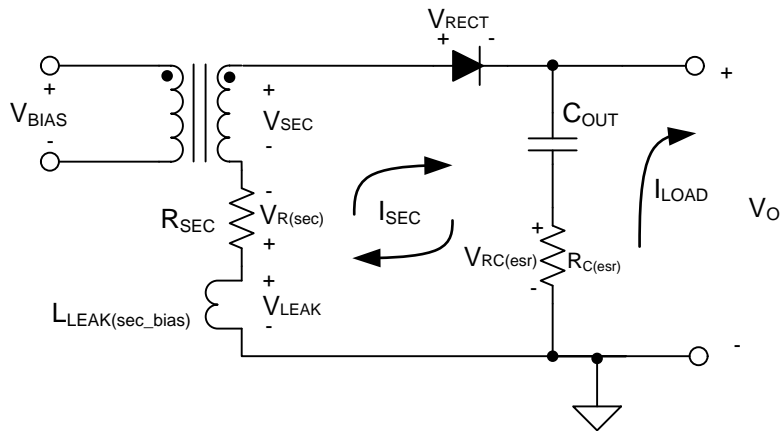 VRECT
+ -
+
VBIAS
-
+
VSEC
-
COUT
+
ILOAD
VO
RSEC
-
VR(sec)
+
ISEC
+
VRC(esr)
-
RC(esr)
LLEAK(sec_bias)
+
VLEAK
-
-